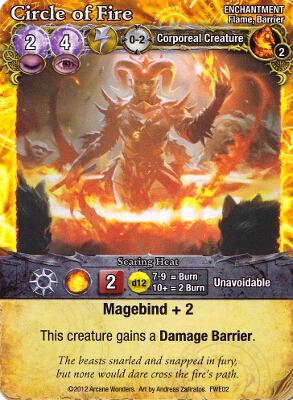 Circle of Fire
ENCHANTMENT
Flame, Barrier
2
4
0-2
Corporeal Creature
2
Searing Heat
2
d12
7-9 = Burn
10+ = 2 Burn
Unavoidable
Magebind + 2
This creature gains a Damage Barrier.
The beasts snarled and snapped in fury,
but none would dare cross the fire's path.
©2012 Arcane Wonders. Art by Andreas Zafiratos. FWE02